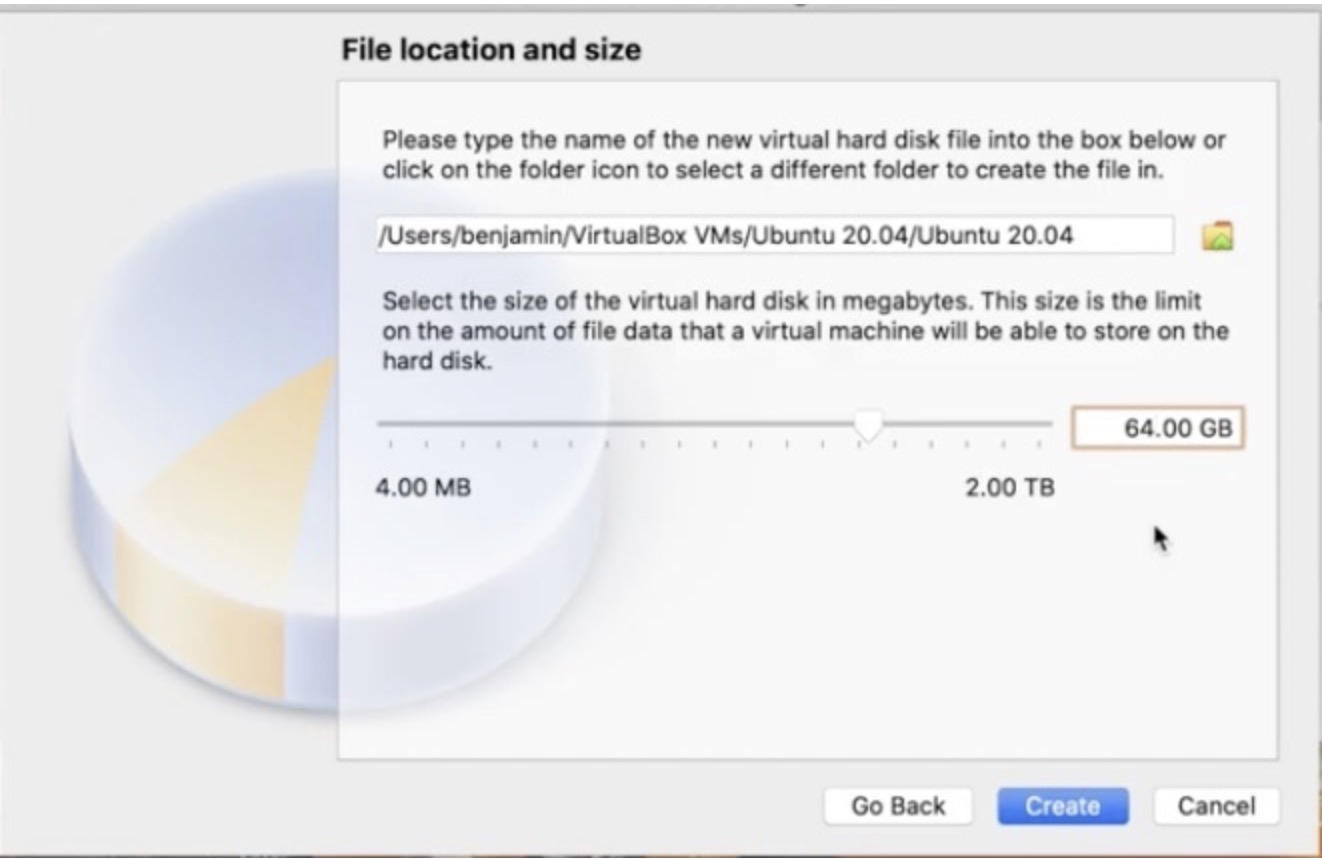 File location and size
Please type the name of the new virtual hard disk file into the box below or
click on the folder icon to select a different folder to create the file in.
/Users/benjamin/VirtualBox VMs/Ubuntu 20.04/Ubuntu 20.04
Select the size of the virtual hard disk in megabytes. This size is the limit
on the amount of file data that a virtual machine will be able to store on the
hard disk.
64.00 GB
4.00 MB 2.00 TB
Go Back Create Cancel